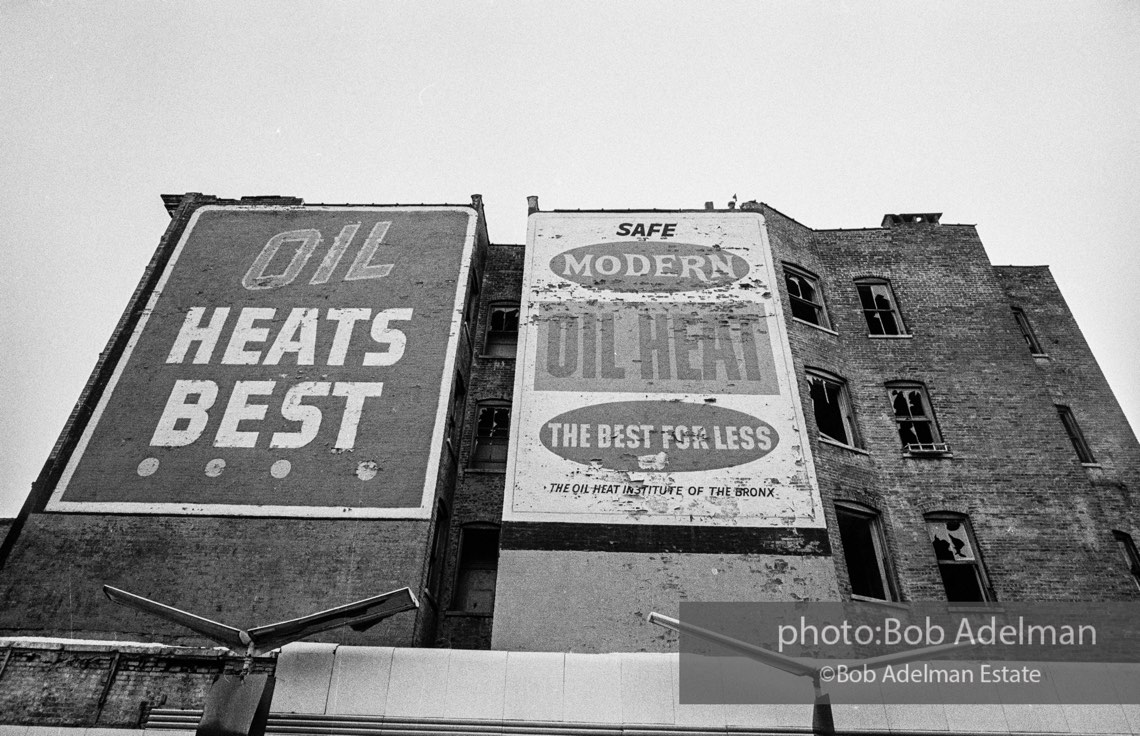 OIL
HEATS
BEST
SAFE
MODERN
OIL HEAT
THE BEST FOR LESS
· THE OIL HEAT INSTITUTE OF THE BRONX
photo:Bob Adelman
©Bob Adelman Estate